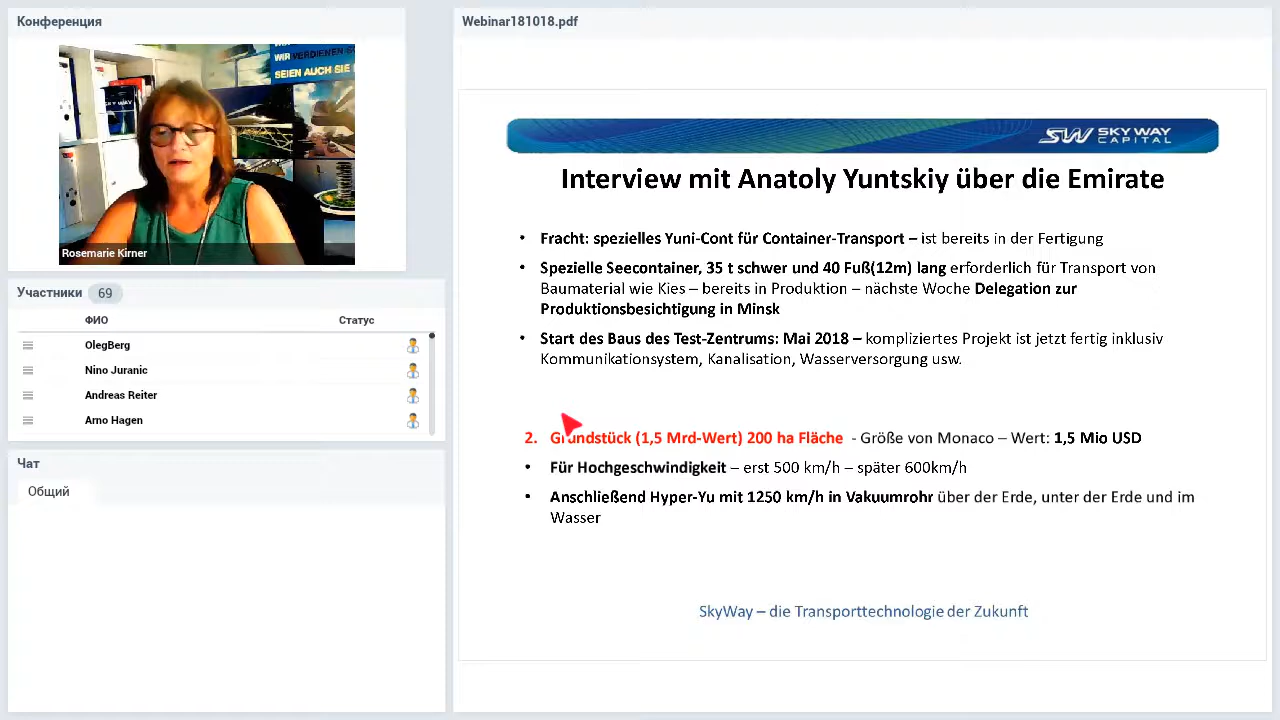 Конференция
WIR VERDIENEN
SEIEN AUCH SIE
SKY WAY
Rosemarie Kirner
Участники 69
ФИО Статус
OlegBerg
Nino Juranic
Andreas Reiter
Arno Hagen
Чат
Общий
Webinar181018.pdf
SW SKY WAY
CAPITAL
Interview mit Anatoly Yuntskiy über die Emirate
• Fracht: spezielles Yuni-Cont für Container-Transport – ist bereits in der Fertigung
• Spezielle Seecontainer, 35 t schwer und 40 Fuß(12m) lang erforderlich für Transport von
Baumaterial wie Kies – bereits in Produktion – nächste Woche Delegation zur
Produktionsbesichtigung in Minsk
• Start des Baus des Test-Zentrums: Mai 2018 – kompliziertes Projekt ist jetzt fertig inklusiv
Kommunikationsystem, Kanalisation, Wasserversorgung usw.
2. Grundstück (1,5 Mrd-Wert) 200 ha Fläche - Größe von Monaco – Wert: 1,5 Mio USD
• Für Hochgeschwindigkeit – erst 500 km/h – später 600km/h
• Anschließend Hyper-Yu mit 1250 km/h in Vakuumrohr über der Erde, unter der Erde und im
Wasser
SkyWay – die Transporttechnologie der Zukunft